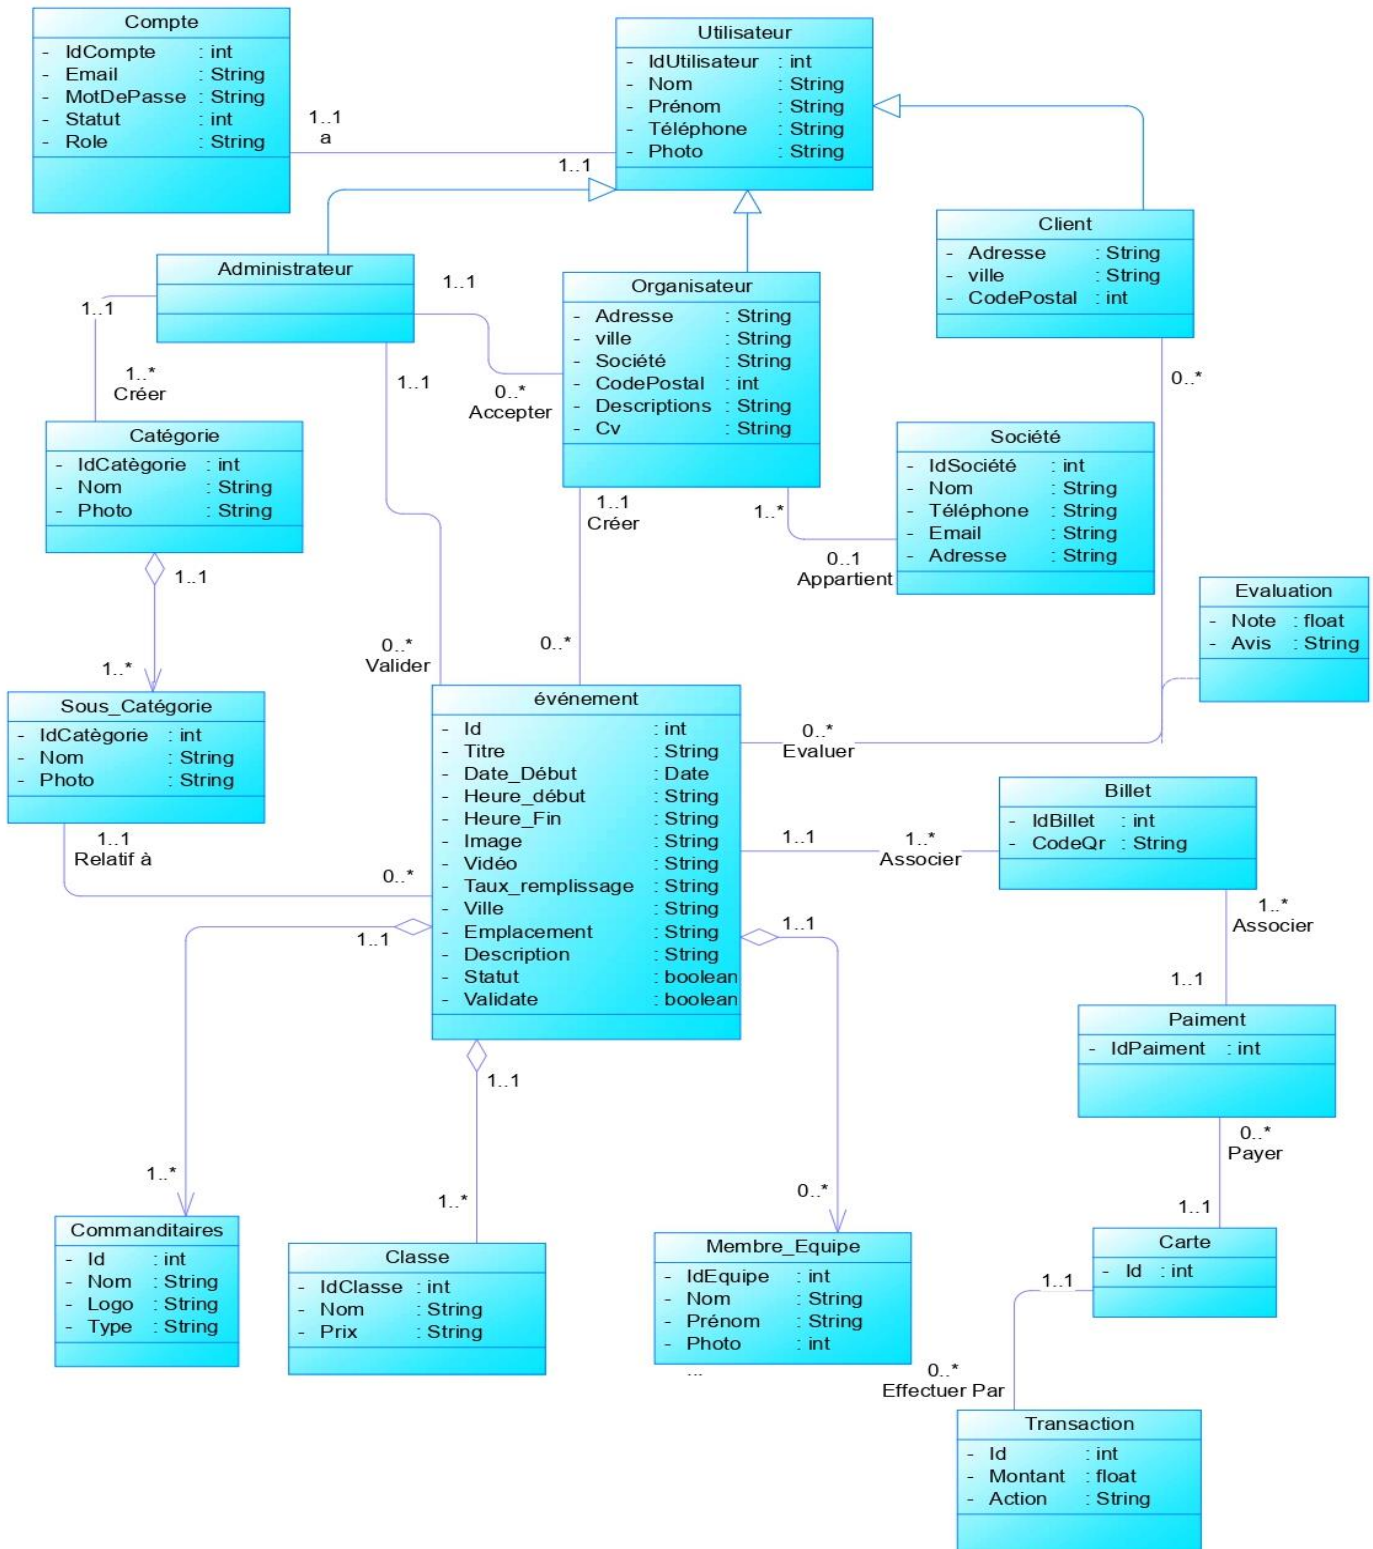 Compte
- IdCompte : int
- Email : String
- MotDePasse : String
- Statut : int
- Role : String
1..1
a
1..1
Utilisateur
- IdUtilisateur : int
- Nom : String
- Prénom : String
- Téléphone : String
- Photo : String
Client
- Adresse : String
- ville : String
- CodePostal : int
0..*
Administrateur
1..1
1..1
1..1
1..*
Créer
0..*
Accepter
Organisateur
- Adresse : String
- ville : String
- Société : String
- CodePostal : int
- Descriptions : String
- Cv : String
1..1
Créer
1..*
0..1
Appartient
Société
- IdSociété : int
- Nom : String
- Téléphone : String
- Email : String
- Adresse : String
Catégorie
- IdCatègorie : int
- Nom : String
- Photo : String
1..1
1..*
0..*
Valider
0..*
Evaluation
- Note : float
- Avis : String
Sous_Catégorie
- IdCatègorie : int
- Nom : String
- Photo : String
1..1
Relatif à
0..*
événement
- Id : int
- Titre : String
- Date_Début : Date
- Heure_début : String
- Heure_Fin : String
- Image : String
- Vidéo : String
- Taux_remplissage : String
- Ville : String
- Emplacement : String
- Description : String
- Statut : boolean
- Validate : boolean
0..*
Evaluer
1..1
1..*
Associer
Billet
- IdBillet : int
- CodeQr : String
1..*
Associer
1..1
1..1
1..1
1..1
Paiment
- IdPaiment : int
0..*
Payer
1..1
1..*
1..*
0..*
Commanditaires
- Id : int
- Nom : String
- Logo : String
- Type : String
Classe
- IdClasse : int
- Nom : String
- Prix : String
Membre_Equipe
- IdEquipe : int
- Nom : String
- Prénom : String
- Photo : int
...
Carte
- Id : int
1..1
0..*
Effectuer Par
Transaction
- Id : int
- Montant : float
- Action : String